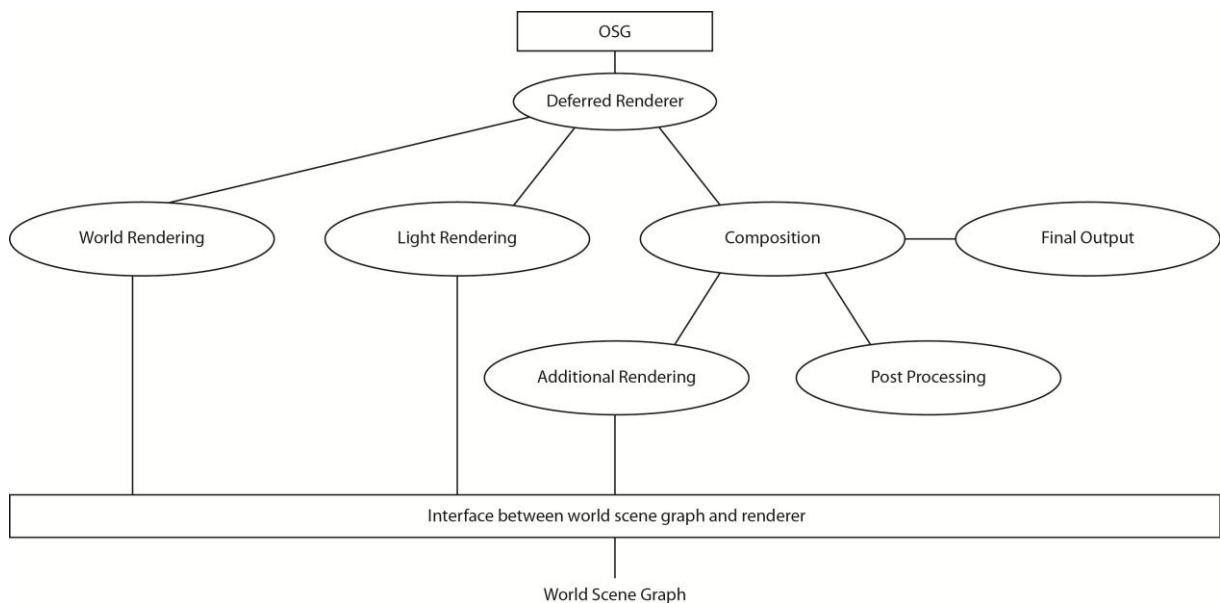 OSG
Deferred Renderer
World Rendering
Light Rendering
Composition
Final Output
Additional Rendering
Post Processing
Interface between world scene graph and renderer
World Scene Graph